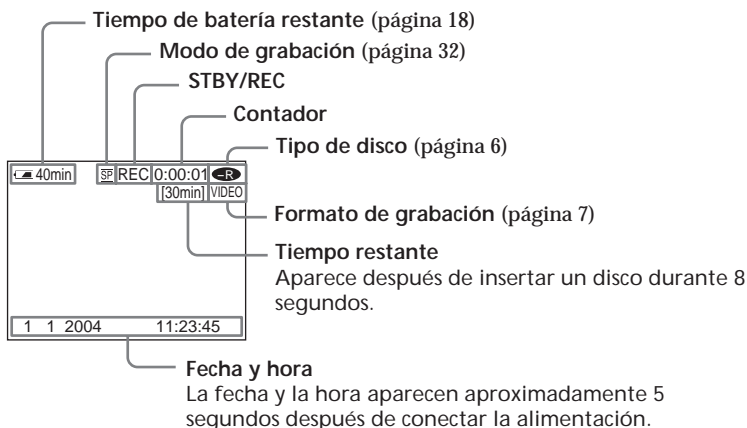 Tiempo de batería restante (página 18)
Modo de grabación (página 32)
STBY/REC
Contador
Tipo de disco (página 6)
40min SP REC 0:00:01 -R
[30min] VIDEO
Formato de grabación (página 7)
Tiempo restante
Aparece después de insertar un disco durante 8
segundos.
1 1 2004 11:23:45
Fecha y hora
La fecha y la hora aparecen aproximadamente 5
segundos después de conectar la alimentación.